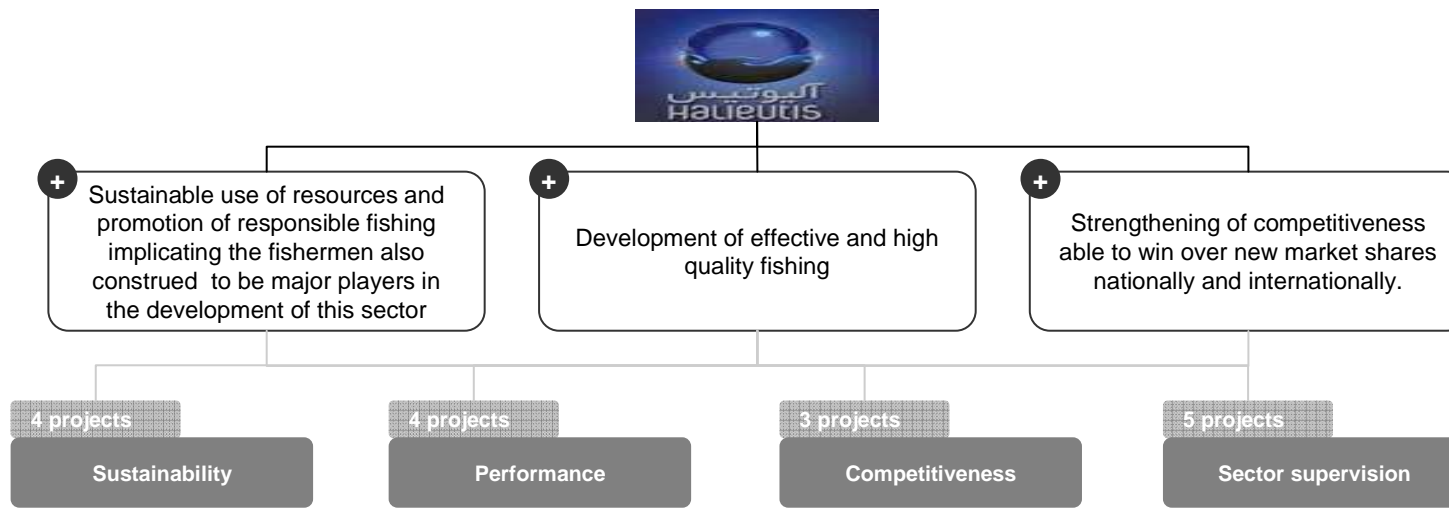 آليوتيس
Halieutis
+
Sustainable use of resources and
promotion of responsible fishing
implicating the fishermen also
construed to be major players in
the development of this sector
+
Development of effective and high
quality fishing
+
Strengthening of competitiveness
able to win over new market shares
nationally and internationally.
4 projects
Sustainability
4 projects
Performance
3 projects
Competitiveness
5 projects
Sector supervision